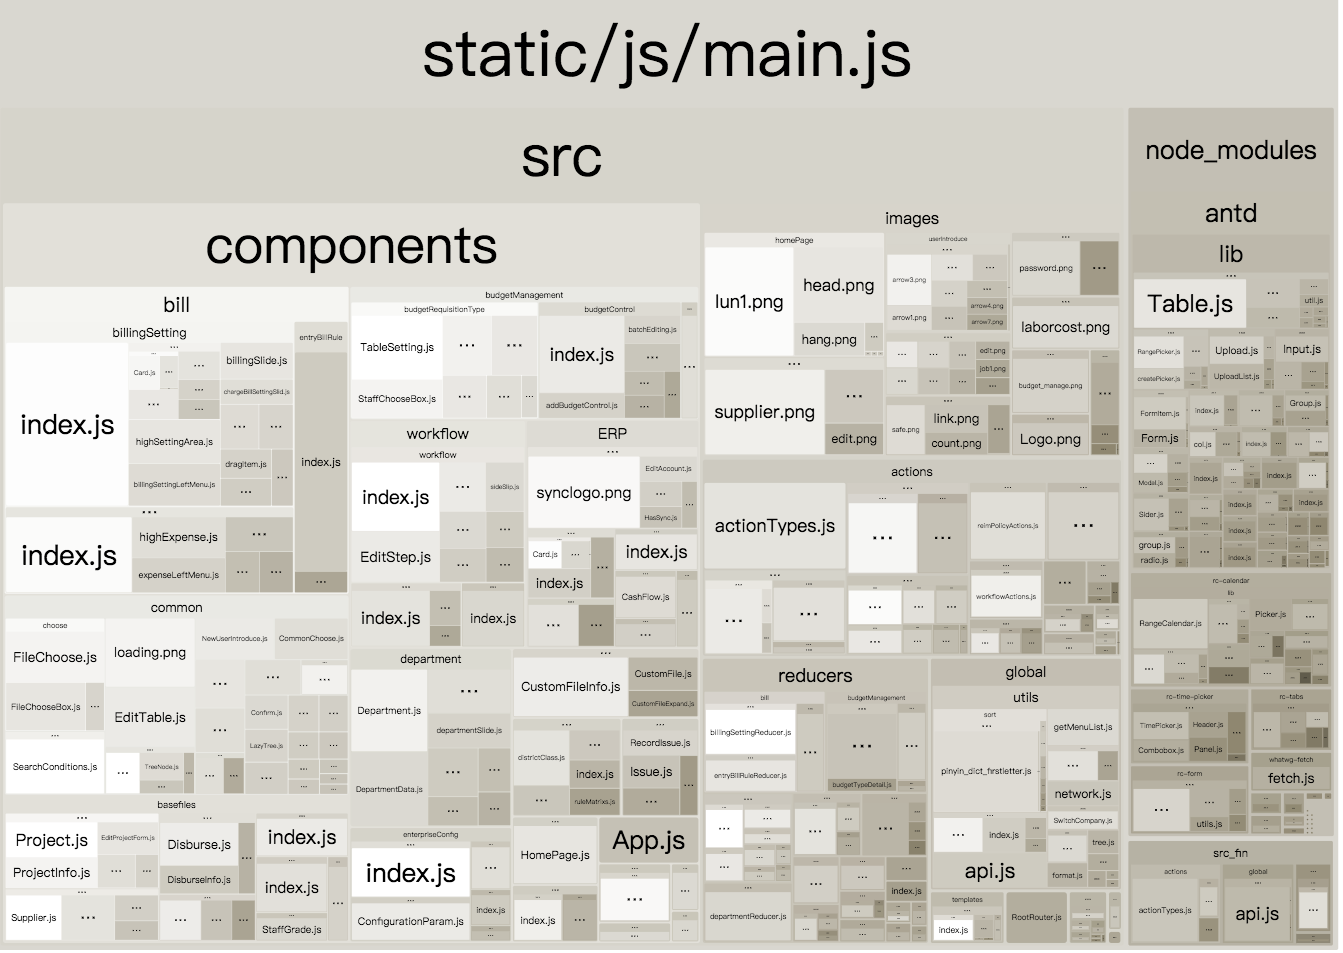 static/js/main.js
src
components
bill
billingSetting
...
index.js
Card.js
...
...
billingSlide.js
chargeBillSettingSlid.js
...
highSettingArea.js
dragItem.js
billingSettingLeftMenu.js
...
entryBillRule
index.js
...
...
index.js
highExpense.js
...
expenseLeftMenu.js
...
...
common
choose
FileChoose.js
FileChooseBox.js
...
SearchConditions.js
loading.png
EditTable.js
NewUserIntroduce.js
CommonChoose.js
...
...
Confirm.js
LazyTree.js
TreeNode.js
basefiles
Project.js
EditProjectForm.js
ProjectInfo.js
Supplier.js
...
Disburse.js
DisburseInfo.js
index.js
index.js
StaffGrade.js
budgetManagement
budgetRequisitionType
TableSetting.js
...
...
StaffChooseBox.js
budgetControl
index.js
batchEditing.js
addBudgetControl.js
...
workflow
workflow
index.js
sideSlip.js
EditStep.js
index.js
index.js
ERP
...
synclogo.png
EditAccount.js
HasSync.js
Card.js
index.js
index.js
CashFlow.js
department
Department.js
...
departmentSlide.js
DepartmentData.js
...
CustomFileInfo.js
CustomFile.js
CustomFileExpand.js
districtClass.js
index.js
ruleMatrixs.js
RecordIssue.js
Issue.js
enterpriseConfig
index.js
ConfigurationParam.js
index.js
HomePage.js
index.js
App.js
...
images
homePage
lun1.png
head.png
hang.png
...
supplier.png
...
edit.png
userIntroduce
...
arrow3.png
arrow1.png
arrow4.png
arrow7.png
edit.png
job1.png
safe.png
link.png
count.png
password.png
...
laborcost.png
budget_manage.png
Logo.png
actions
actionTypes.js
...
...
reimPolicyActions.js
...
workflowActions.js
reducers
bill
billingSettingReducer.js
entryBillRuleReducer.js
budgetManagement
...
budgetTypeDetail.js
departmentReducer.js
index.js
global
utils
sort
...
pinyin_dict_firstletter.js
getMenuList.js
network.js
index.js
api.js
SwitchCompany.js
tree.js
format.js
templates
index.js
RootRouter.js
node_modules
antd
lib
...
Table.js
...
util.js
RangePicker.js
createPicker.js
Upload.js
UploadList.js
Input.js
FormItem.js
Form.js
index.js
Group.js
col.js
index.js
Modal.js
index.js
index.js
Slider.js
index.js
index.js
group.js
radio.js
index.js
index.js
rc-calendar
lib
RangeCalendar.js
Picker.js
rc-time-picker
TimePicker.js
Header.js
Combobox.js
Panel.js
rc-tabs
...
whatwg-fetch
fetch.js
rc-form
...
utils.js
src_fin
actions
actionTypes.js
global
api.js
...